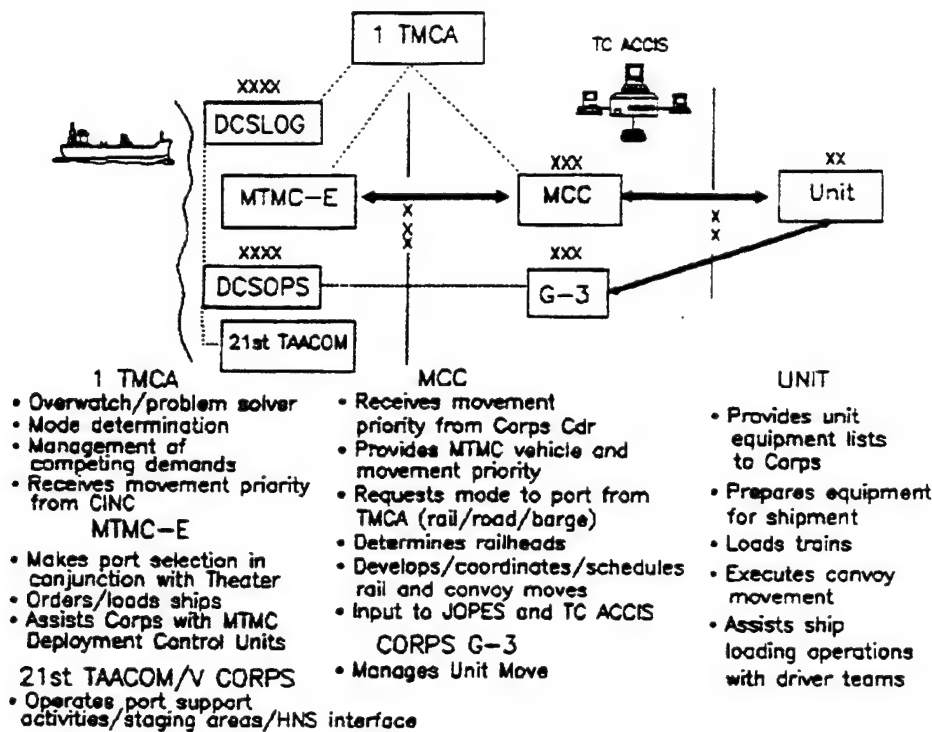 1 TMCA
TC ACCIS
XXXX
DCSLOG
MTMC-E
XXX
MCC
XX
Unit
X
X
X
X
X
XXXX
DCSOPS
XXX
G-3
21st TAACOM
1 TMCA
• Overwatch/problem solver
• Mode determination
• Management of
competing demands
• Receives movement priority
from CINC
MTMC-E
• Makes port selection in
conjunction with Theater
• Orders/loads ships
• Assists Corps with MTMC
Deployment Control Units
21st TAACOM/V CORPS
• Operates port support
activities/staging areas/HNS interface
MCC
• Receives movement
priority from Corps Cdr
• Provides MTMC vehicle and
movement priority
• Requests mode to port from
TMCA (rail/road/barge)
• Determines railheads
• Develops/coordinates/schedules
rail and convoy moves
• Input to JOPES and TC ACCIS
CORPS G-3
• Manages Unit Move
UNIT
• Provides unit
equipment lists
to Corps
• Prepares equipment
for shipment
• Loads trains
• Executes convoy
movement
• Assists ship
loading operations
with driver teams